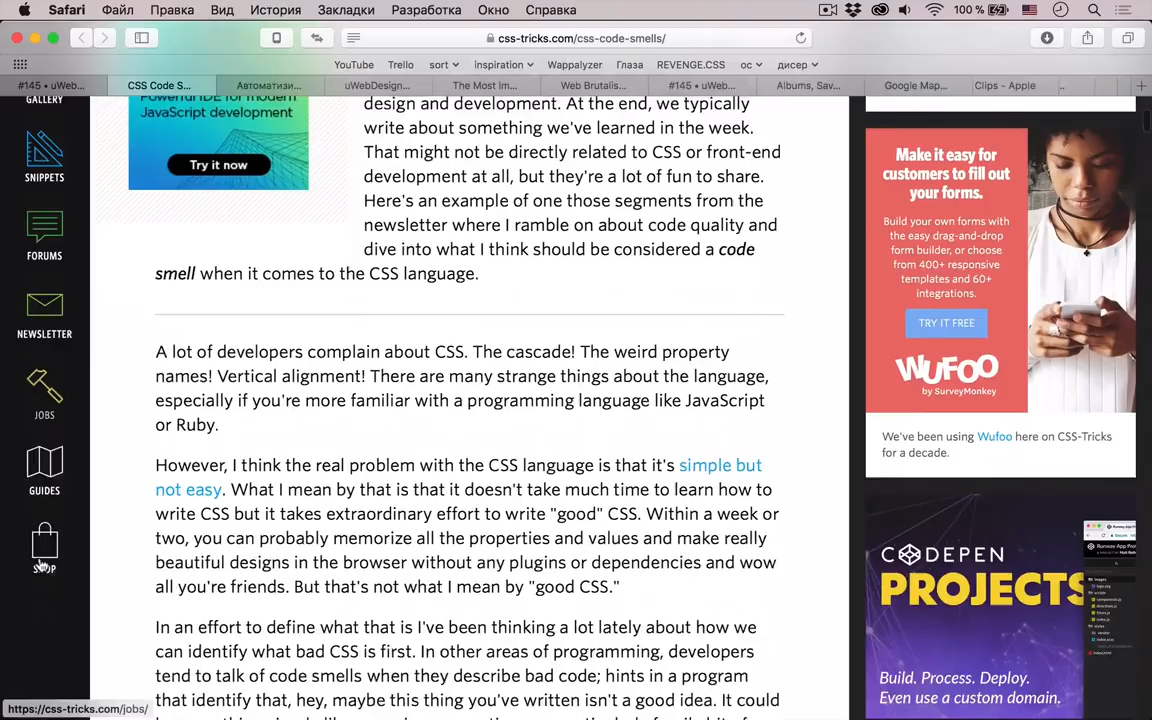 Safari Файл Правка Вид История Закладки Разработка Окно Справка 100 %
css-tricks.com/css-code-smells/
YouTube Trello sort inspiration Wappalyzer Глаза REVENGE.CSS ос дисер
#145 • uWeb... CSS Code S... Автоматизи... uWebDesign... The Most Im... Web Brutalis... #145 • uWeb... Albums, Sav... Google Map... Clips - Apple
GALLERY
SNIPPETS
FORUMS
NEWSLETTER
JOBS
GUIDES
SHOP
Powerful IDE for modern
JavaScript development
Try it now
design and development. At the end, we typically
write about something we've learned in the week.
That might not be directly related to CSS or front-end
development at all, but they're a lot of fun to share.
Here's an example of one those segments from the
newsletter where I ramble on about code quality and
dive into what I think should be considered a code
smell when it comes to the CSS language.
A lot of developers complain about CSS. The cascade! The weird property
names! Vertical alignment! There are many strange things about the language,
especially if you're more familiar with a programming language like JavaScript
or Ruby.
However, I think the real problem with the CSS language is that it's simple but
not easy. What I mean by that is that it doesn't take much time to learn how to
write CSS but it takes extraordinary effort to write "good" CSS. Within a week or
two, you can probably memorize all the properties and values and make really
beautiful designs in the browser without any plugins or dependencies and wow
all you're friends. But that's not what I mean by "good CSS."
In an effort to define what that is I've been thinking a lot lately about how we
can identify what bad CSS is first. In other areas of programming, developers
tend to talk of code smells when they describe bad code; hints in a program
that identify that, hey, maybe this thing you've written isn't a good idea. It could
Make it easy for
customers to fill out
your forms.
Build your own forms with
the easy drag-and-drop
form builder, or choose
from 400+ responsive
templates and 60+
integrations.
TRY IT FREE
WUFOO
by SurveyMonkey
We've been using Wufoo here on CSS-Tricks
for a decade.
CODEPEN
PROJECTS
Build. Process. Deploy.
Even use a custom domain.
https://css-tricks.com/jobs/